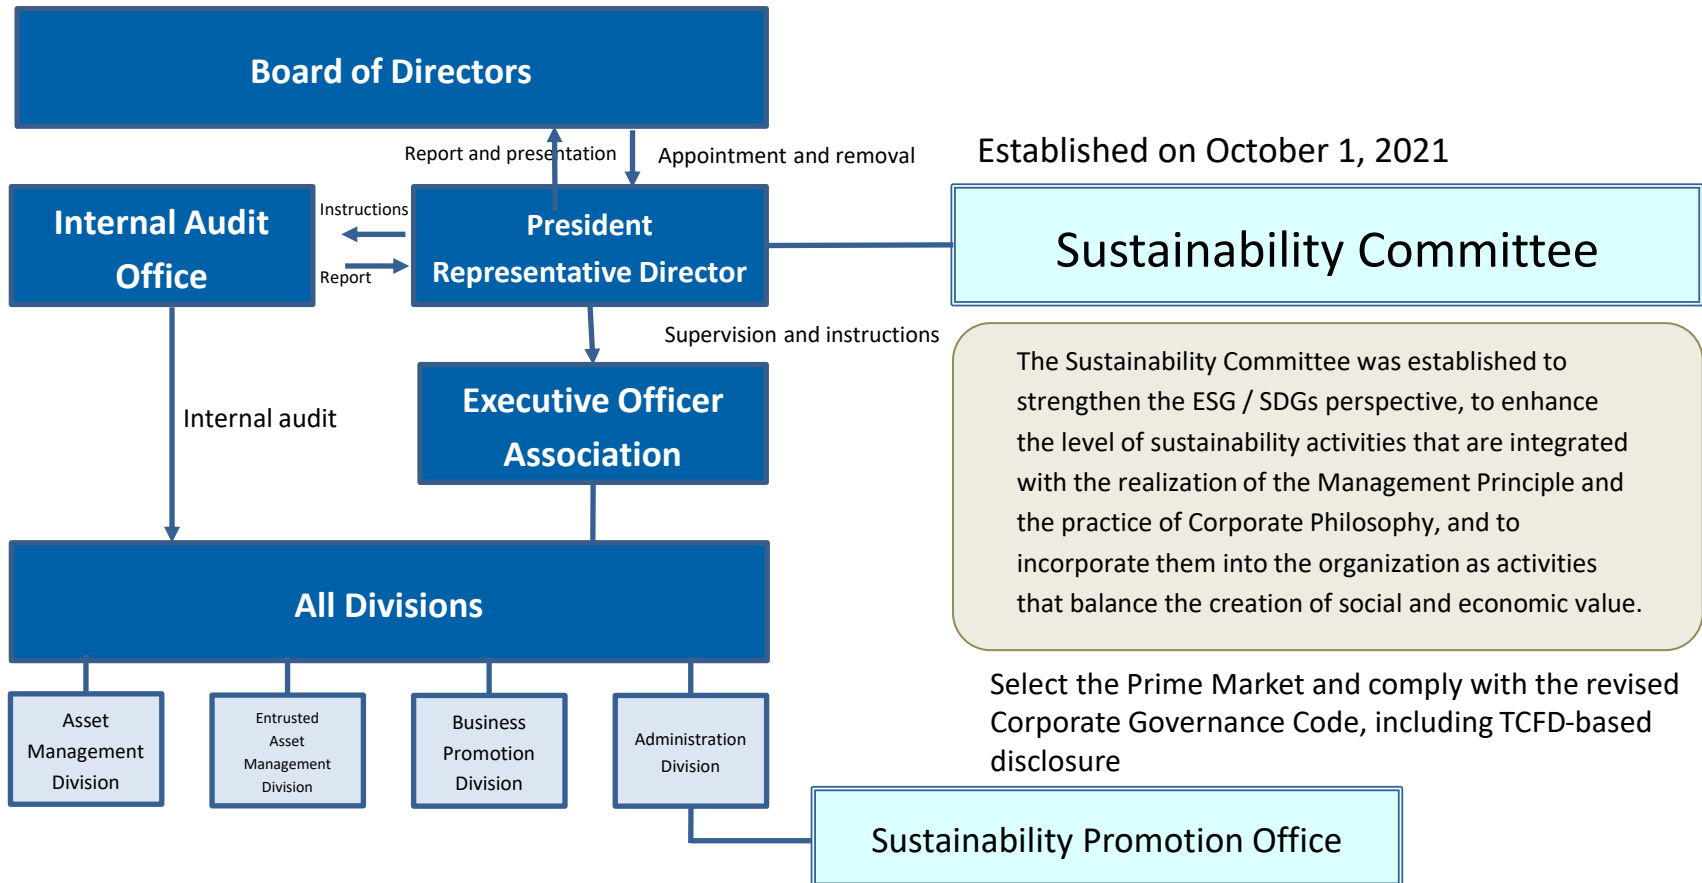 Board of Directors
Report and presentation
Appointment and removal
Established on October 1, 2021
Internal Audit
Office
Instructions
Report
President
Representative Director
Sustainability Committee
Supervision and instructions
Executive Officer
Association
Internal audit
The Sustainability Committee was established to
strengthen the ESG / SDGs perspective, to enhance
the level of sustainability activities that are integrated
with the realization of the Management Principle and
the practice of Corporate Philosophy, and to
incorporate them into the organization as activities
that balance the creation of social and economic value.
All Divisions
Asset
Management
Division
Entrusted
Asset
Management
Division
Business
Promotion
Division
Administration
Division
Select the Prime Market and comply with the revised
Corporate Governance Code, including TCFD-based
disclosure
Sustainability Promotion Office